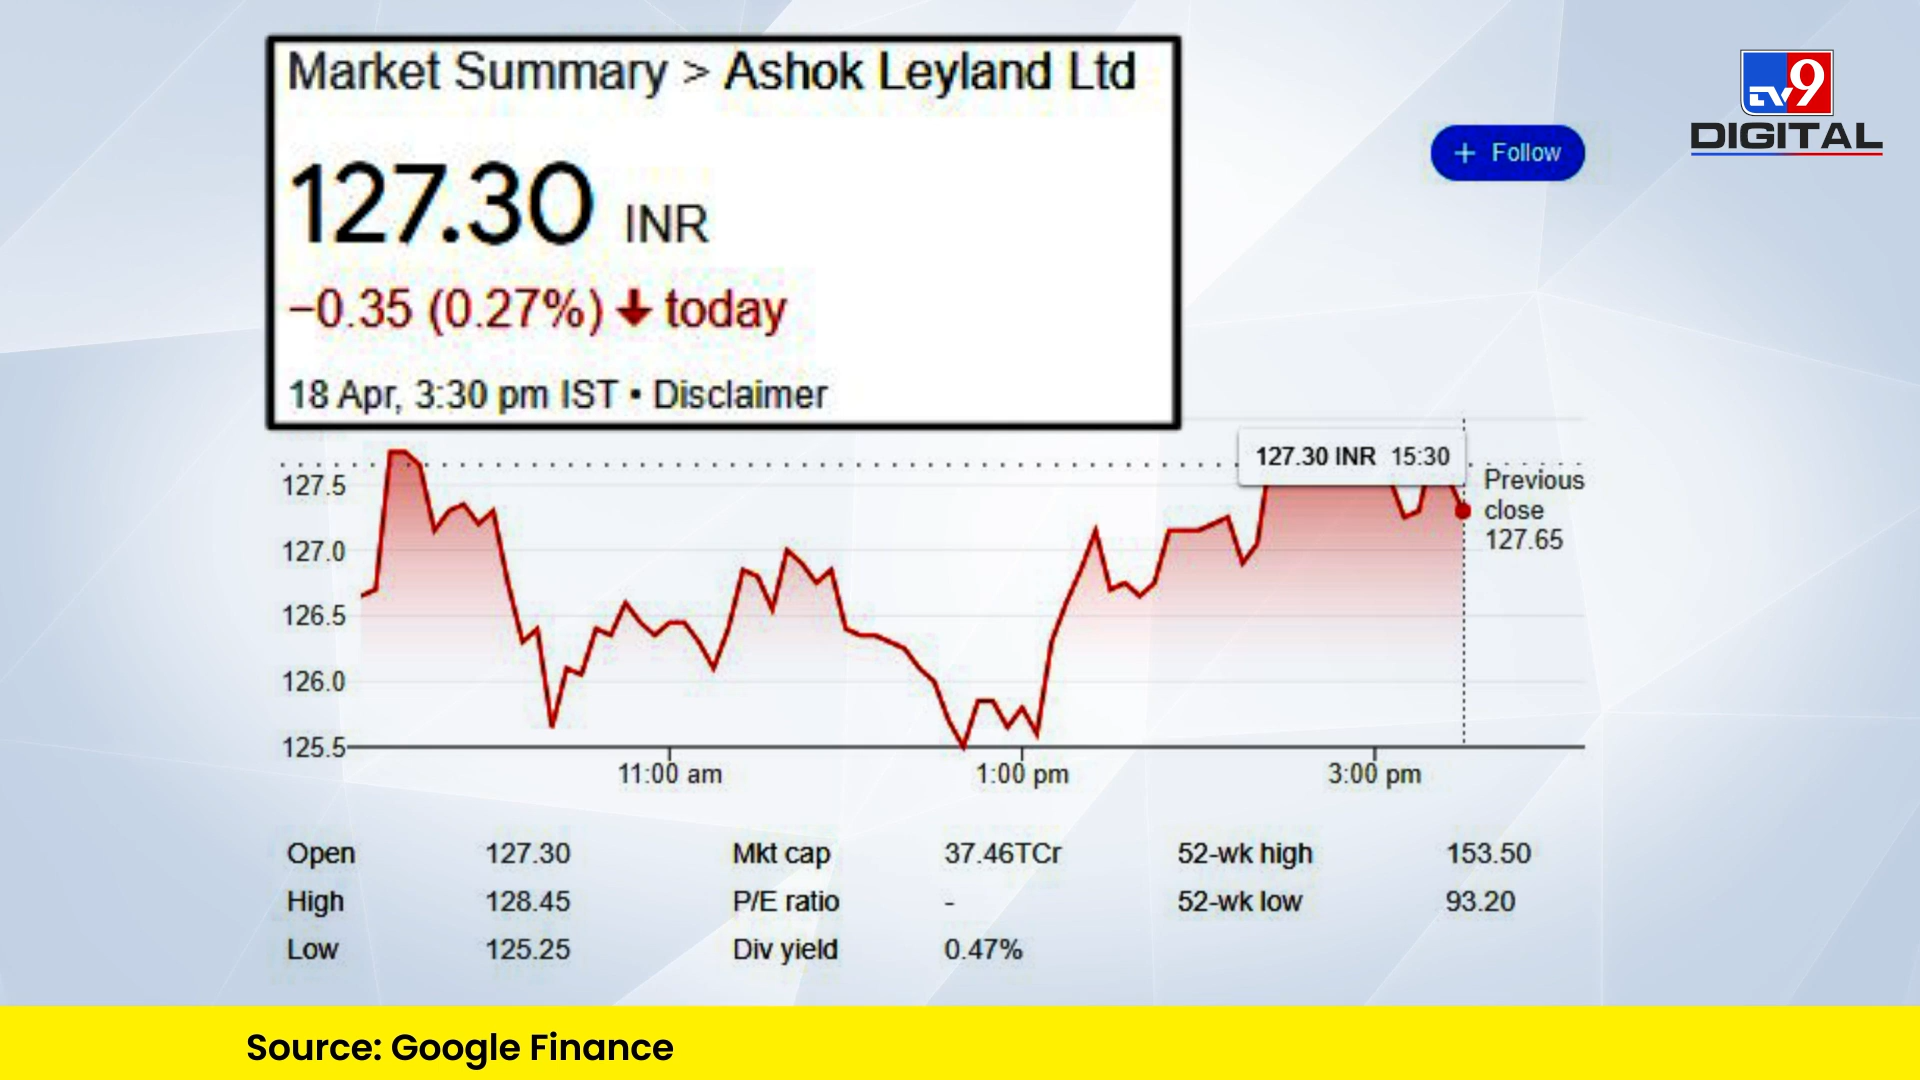 Market Summary > Ashok Leyland Ltd
TV9
DIGITAL
+ Follow
127.30 INR
−0.35 (0.27%) ↓ today
18 Apr, 3:30 pm IST • Disclaimer
127.30 INR 15:30
Previous
close
127.65
127.5
127.0
126.5
126.0
125.5
11:00 am 1:00 pm 3:00 pm
Open 127.30 Mkt cap 37.46TCr 52-wk high 153.50
High 128.45 P/E ratio - 52-wk low 93.20
Low 125.25 Div yield 0.47%
Source: Google Finance